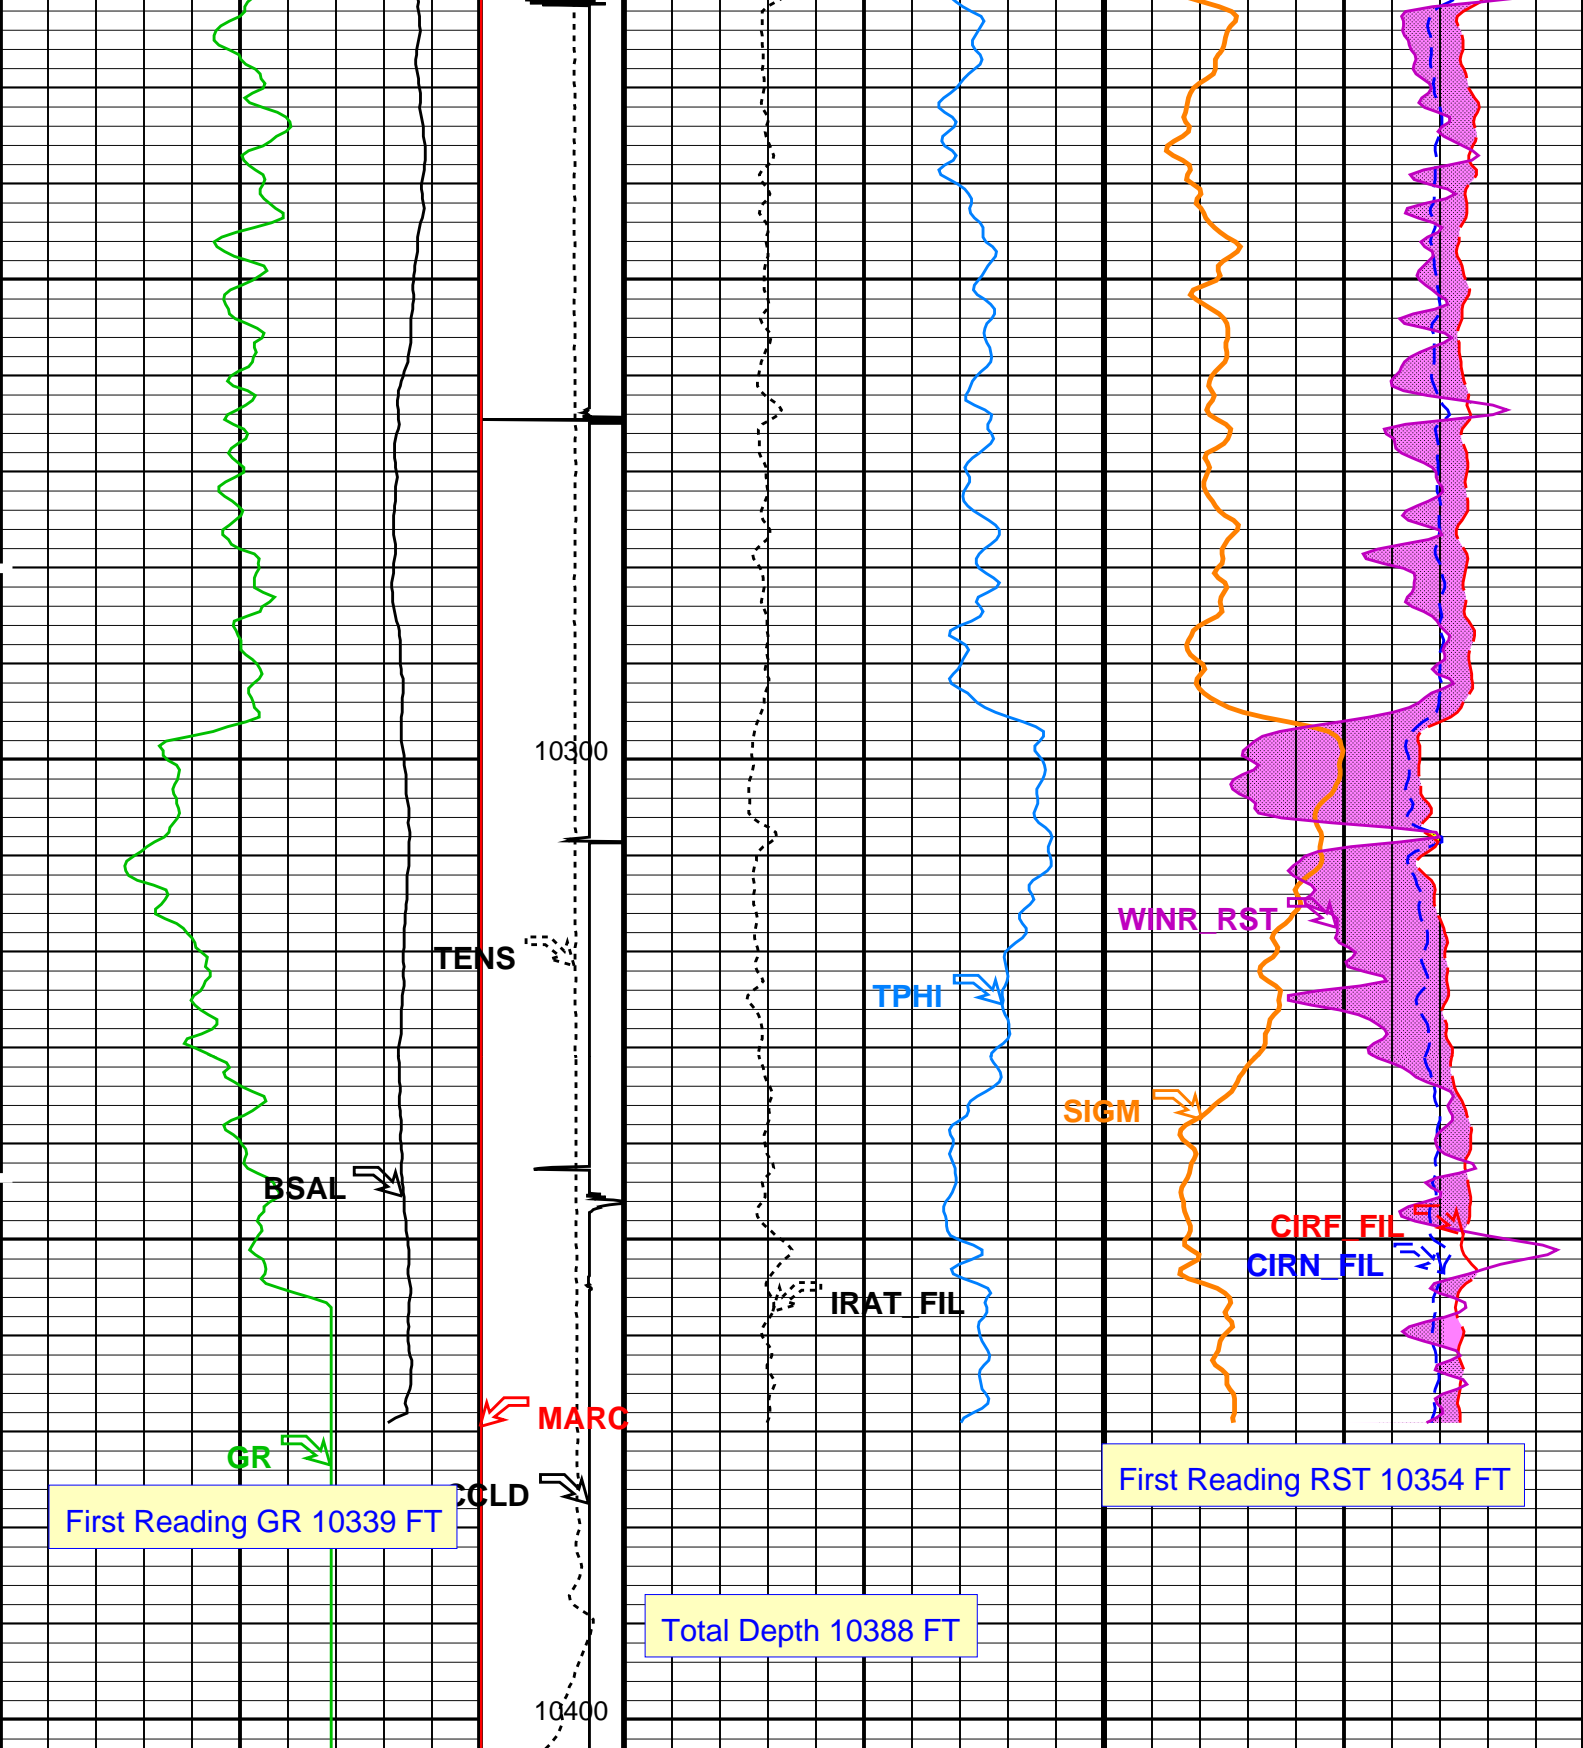 10300
WINR_RST
TENS
TPHI
SIGM
BSAL
CIRF_FIL
CIRN_FIL
IRAT_FIL
MARC
GR
CCLD
First Reading RST 10354 FT
First Reading GR 10339 FT
Total Depth 10388 FT
10400